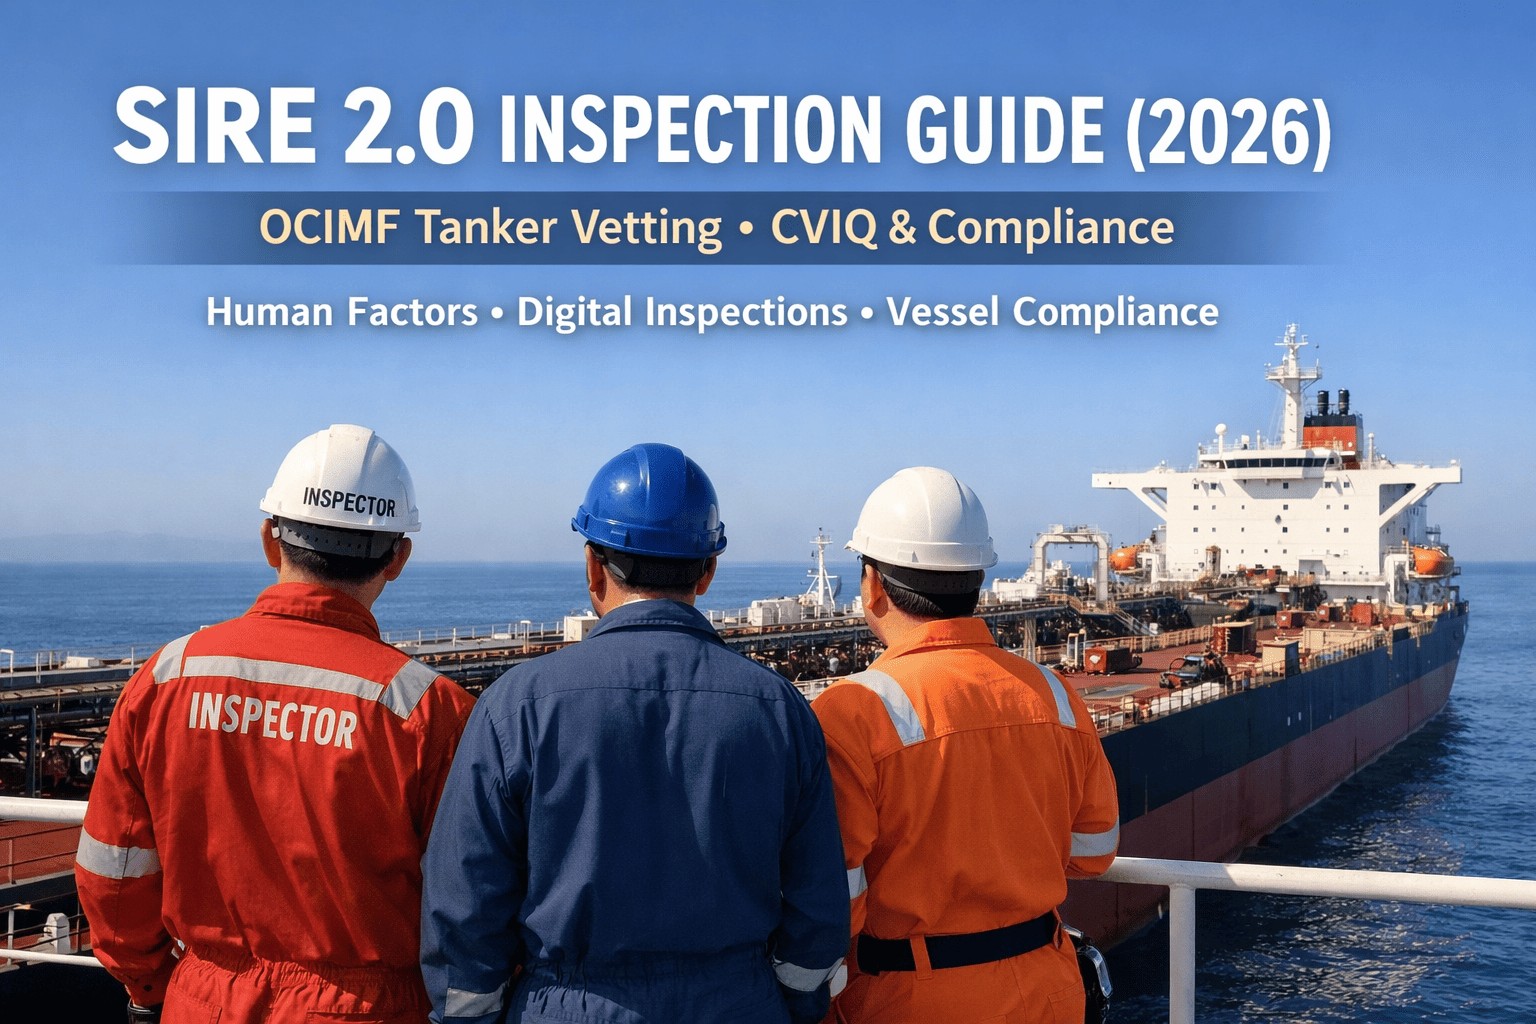 SIRE 2.0 INSPECTION GUIDE (2026)
OCIMF Tanker Vetting • CVIQ & Compliance
Human Factors • Digital Inspections • Vessel Compliance
INSPECTOR
INSPECTOR